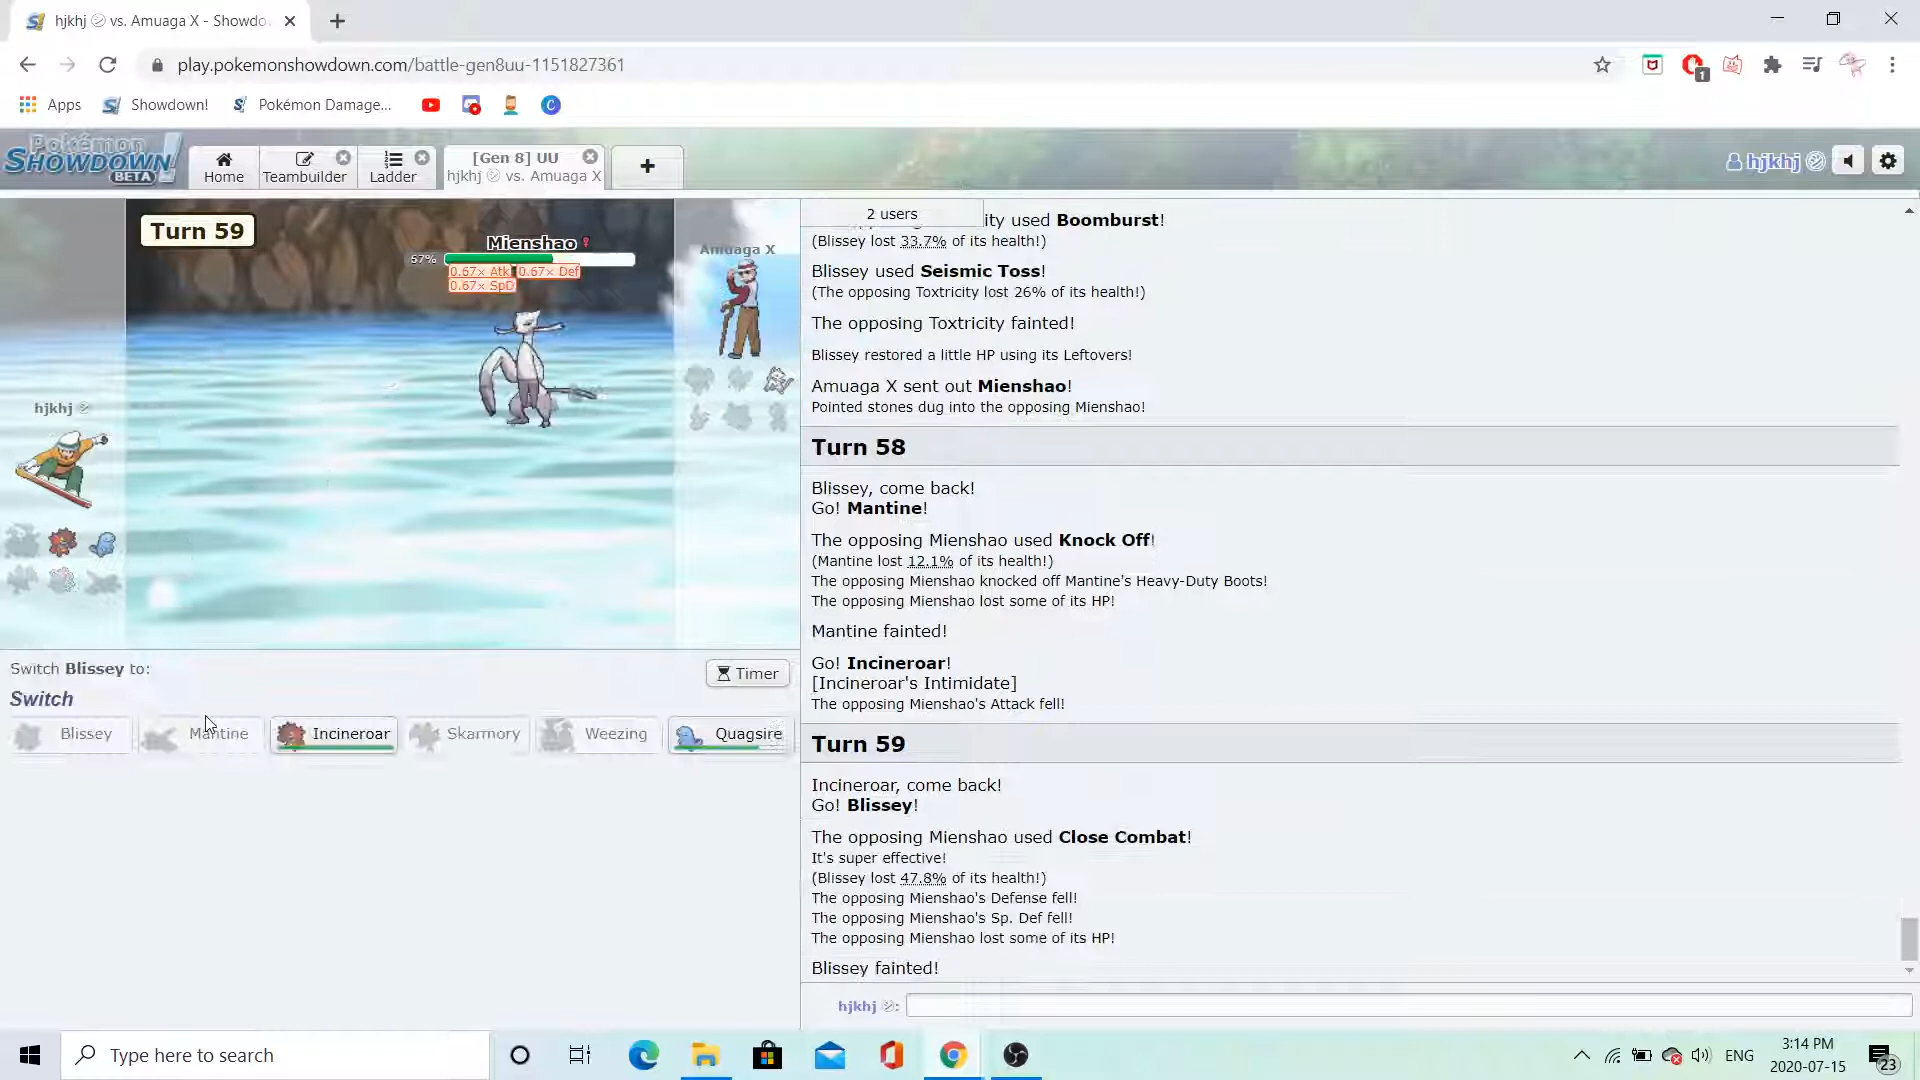 hjkhj vs. Amuaga X - Showdo
play.pokemonshowdown.com/battle-gen8uu-1151827361
1
Apps
Showdown!
Pokémon Damage...
Pokémon
SHOWDOWN!
BETA
Home
Teambuilder
Ladder
[Gen 8] UU
hjkhj vs. Amuaga X
hjkhj
Turn 59
Mienshao
57%
0.67× Atk 0.67× Def
0.67× SpD
Amuaga X
hjkhj
Switch Blissey to:
Timer
Switch
Blissey
Mantine
Incineroar
Skarmory
Weezing
Quagsire
2 users
ity used Boomburst!
(Blissey lost 33.7% of its health!)
Blissey used Seismic Toss!
(The opposing Toxtricity lost 26% of its health!)
The opposing Toxtricity fainted!
Blissey restored a little HP using its Leftovers!
Amuaga X sent out Mienshao!
Pointed stones dug into the opposing Mienshao!
Turn 58
Blissey, come back!
Go! Mantine!
The opposing Mienshao used Knock Off!
(Mantine lost 12.1% of its health!)
The opposing Mienshao knocked off Mantine's Heavy-Duty Boots!
The opposing Mienshao lost some of its HP!
Mantine fainted!
Go! Incineroar!
[Incineroar's Intimidate]
The opposing Mienshao's Attack fell!
Turn 59
Incineroar, come back!
Go! Blissey!
The opposing Mienshao used Close Combat!
It's super effective!
(Blissey lost 47.8% of its health!)
The opposing Mienshao's Defense fell!
The opposing Mienshao's Sp. Def fell!
The opposing Mienshao lost some of its HP!
Blissey fainted!
hjkhj :
Type here to search
ENG
3:14 PM
2020-07-15
23